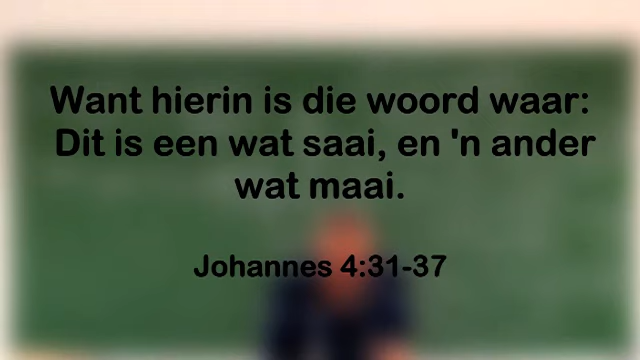 Want hierin is die woord waar:
Dit is een wat saai, en 'n ander
wat maai.
Johannes 4:31-37